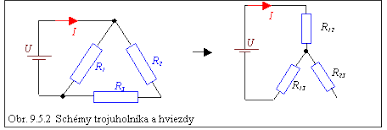 I
U
R1
R2
R3
I
U
R12
R13
R23
Obr. 9.5.2 Schémy trojuholníka a hviezdy